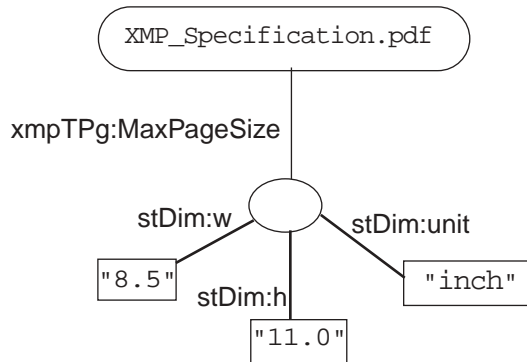 XMP_Specification.pdf
xmpTPg:MaxPageSize
stDim:w
stDim:unit
"8.5"
"inch"
stDim:h
"11.0"